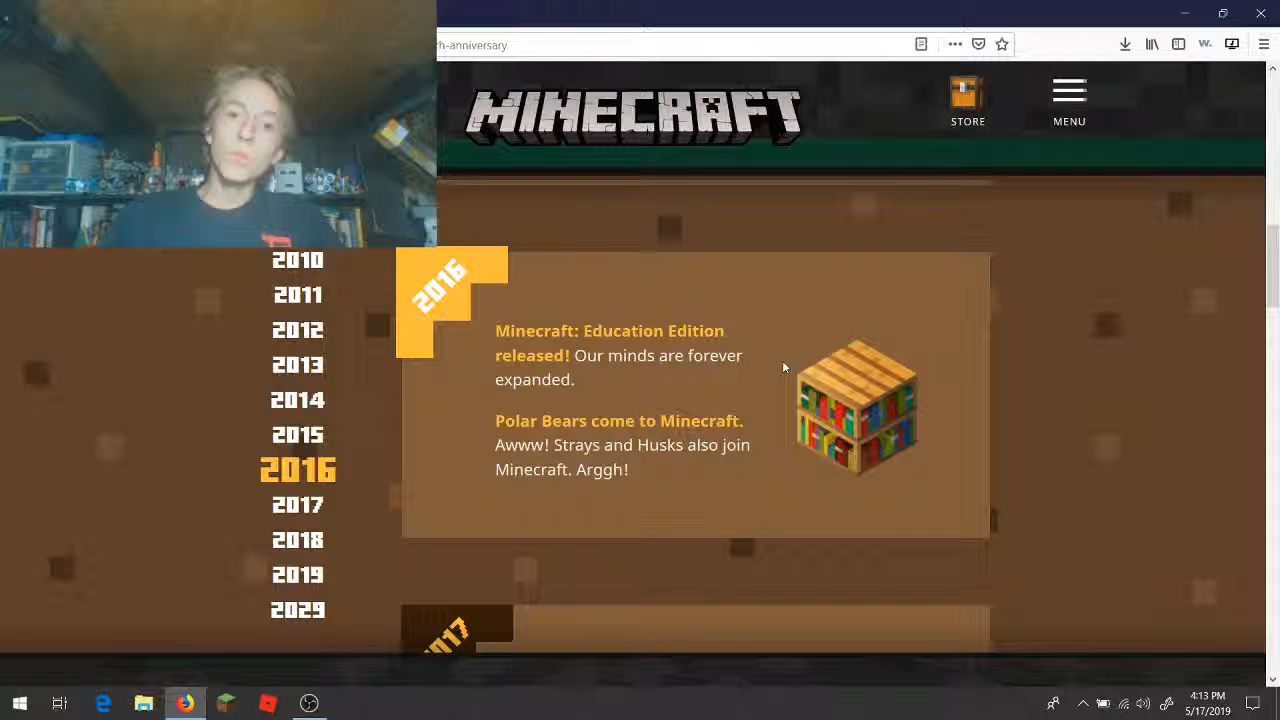 th-anniversary
W.
MINECRAFT
STORE
MENU
2010
2011
2012
2013
2014
2015
2016
2017
2018
2019
2029
2016
Minecraft: Education Edition
released! Our minds are forever
expanded.
Polar Bears come to Minecraft.
Awww! Strays and Husks also join
Minecraft. Arggh!
2017
4:13 PM
5/17/2019